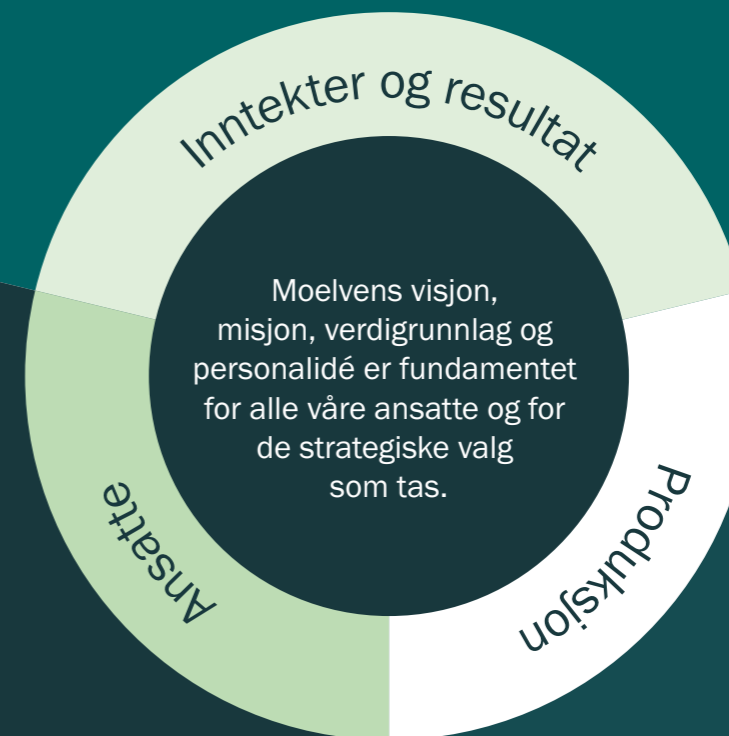 Inntekter og resultat
Moelvens visjon,
misjon, verdigrunnlag og
personalidé er fundamentet
for alle våre ansatte og for
de strategiske valg
som tas.
Ansatte
Produksjon